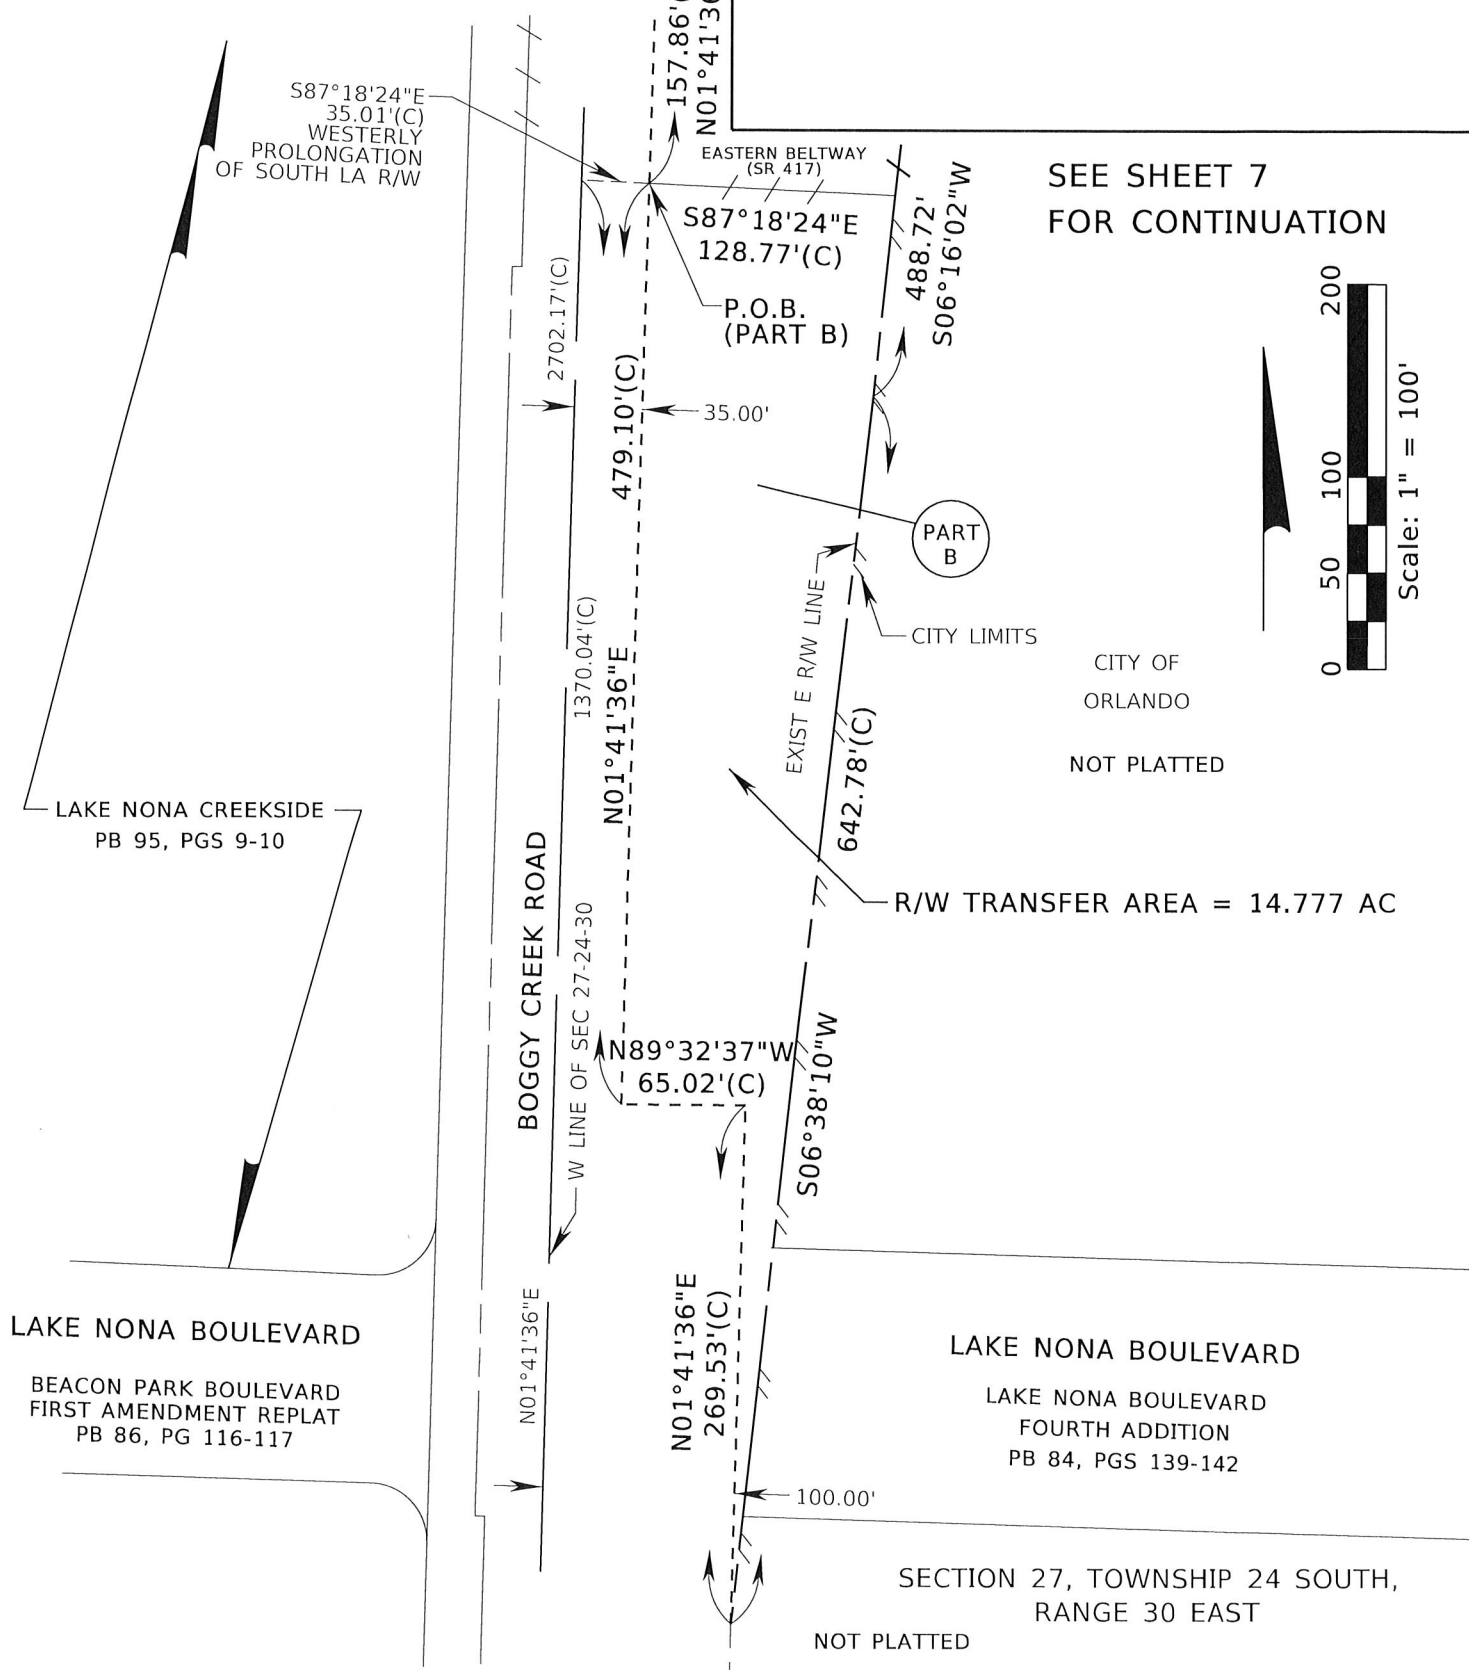 157.86'(
N01°41'36
S87°18'24"E
35.01'(C)
WESTERLY
PROLONGATION
OF SOUTH LA R/W
EASTERN BELTWAY
(SR 417)
S87°18'24"E
128.77'(C)
488.72'
S06°16'02"W
SEE SHEET 7
FOR CONTINUATION
P.O.B.
(PART B)
2702.17'(C)
479.10'(C)
35.00'
0 50 100 200
Scale: 1" = 100'
PART
B
EXIST E R/W LINE
CITY LIMITS
CITY OF
ORLANDO
NOT PLATTED
1370.04'(C)
N01°41'36"E
642.78'(C)
LAKE NONA CREEKSIDE
PB 95, PGS 9-10
R/W TRANSFER AREA = 14.777 AC
BOGGY CREEK ROAD
W LINE OF SEC 27-24-30
N89°32'37"W
65.02'(C)
S06°38'10"W
N01°41'36"E
N01°41'36"E
269.53'(C)
LAKE NONA BOULEVARD
BEACON PARK BOULEVARD
FIRST AMENDMENT REPLAT
PB 86, PG 116-117
LAKE NONA BOULEVARD
LAKE NONA BOULEVARD
FOURTH ADDITION
PB 84, PGS 139-142
100.00'
SECTION 27, TOWNSHIP 24 SOUTH,
RANGE 30 EAST
NOT PLATTED